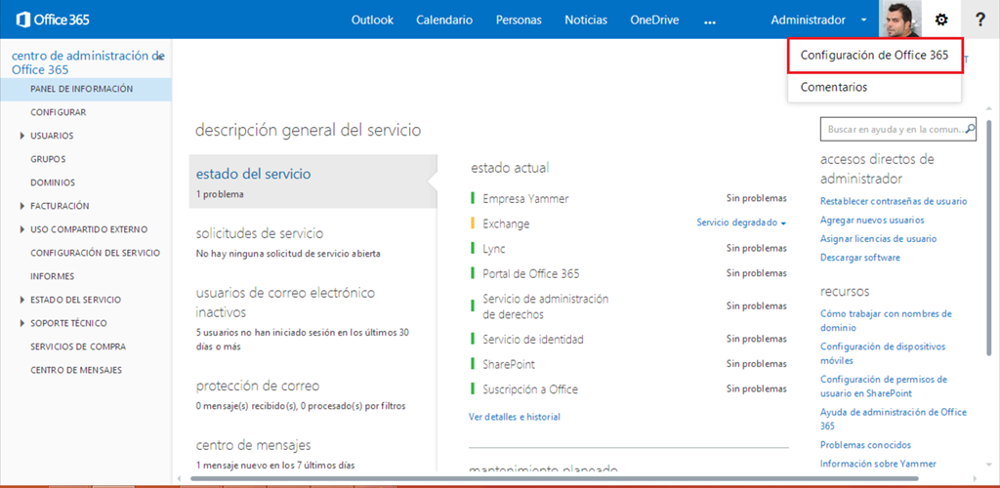 Office 365
Outlook Calendario Personas Noticias OneDrive ... Administrador ?
Configuración de Office 365
Comentarios
centro de administración de
Office 365
PANEL DE INFORMACIÓN
CONFIGURAR
USUARIOS
GRUPOS
DOMINIOS
FACTURACIÓN
USO COMPARTIDO EXTERNO
CONFIGURACIÓN DEL SERVICIO
INFORMES
ESTADO DEL SERVICIO
SOPORTE TÉCNICO
SERVICIOS DE COMPRA
CENTRO DE MENSAJES
descripción general del servicio
estado del servicio
1 problema
solicitudes de servicio
No hay ninguna solicitud de servicio abierta
usuarios de correo electrónico
inactivos
5 usuarios no han iniciado sesión en los últimos 30
días o más
protección de correo
0 mensaje(s) recibido(s), 0 procesado(s) por filtros
centro de mensajes
1 mensaje nuevo en los 7 últimos días
estado actual
Empresa Yammer Sin problemas
Exchange Servicio degradado
Lync Sin problemas
Portal de Office 365 Sin problemas
Servicio de administración
de derechos Sin problemas
Servicio de identidad Sin problemas
SharePoint Sin problemas
Suscripción a Office Sin problemas
Ver detalles e historial
mantenimiento planeado
Buscar en ayuda y en la comun...
accesos directos de
administrador
Restablecer contraseñas de usuario
Agregar nuevos usuarios
Asignar licencias de usuario
Descargar software
recursos
Cómo trabajar con nombres de
dominio
Configuración de dispositivos
móviles
Configuración de permisos de
usuario en SharePoint
Ayuda de administración de Office
365
Problemas conocidos
Información sobre Yammer